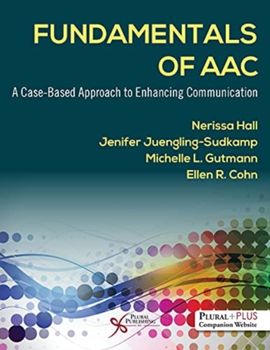 FUNDAMENTALS
OF AAC
A Case-Based Approach to Enhancing Communication
Nerissa Hall
Jenifer Juengling-Sudkamp
Michelle L. Gutmann
Ellen R. Cohn
PLURAL
PUBLISHING
PLURAL+PLUS
Companion Website